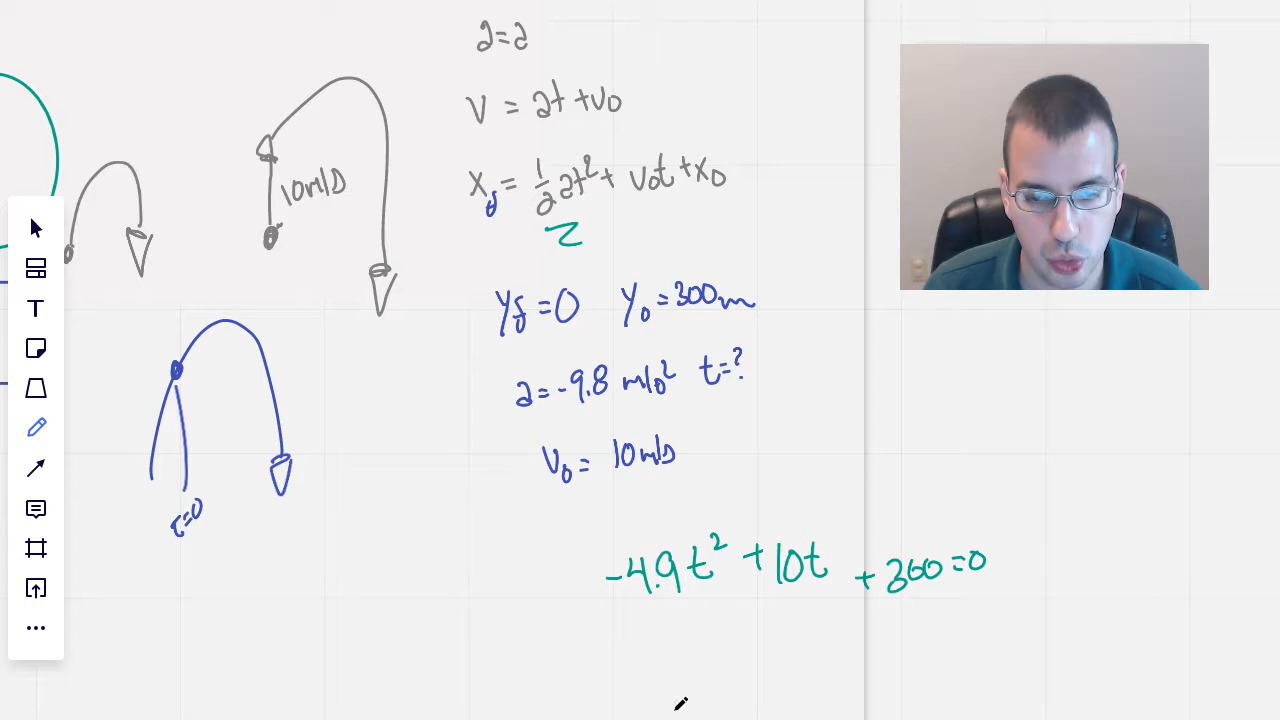 a=a
v = at +v0
xf = 1/2 at² + v0t + x0
10m/s
yf = 0 y0 = 300m
a = -9.8 m/s² t=?
v0 = 10m/s
t=0
-4.9t² + 10t + 300 = 0
T